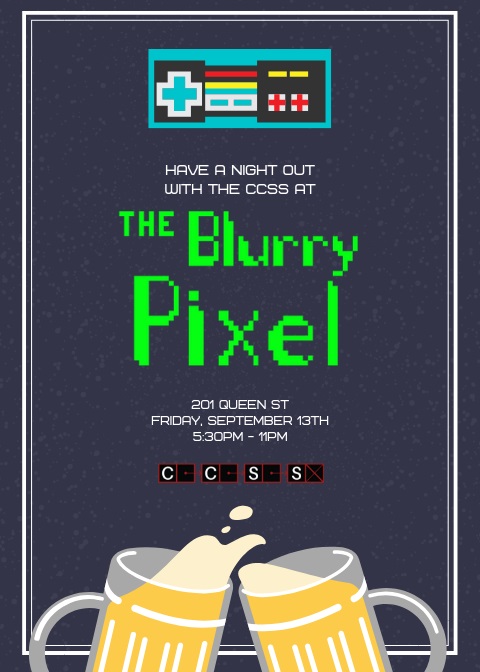 HAVE A NIGHT OUT
WITH THE CCSS AT
THE Blurry
Pixel
201 QUEEN ST
FRIDAY, SEPTEMBER 13TH
5:30PM - 11PM
C C S S